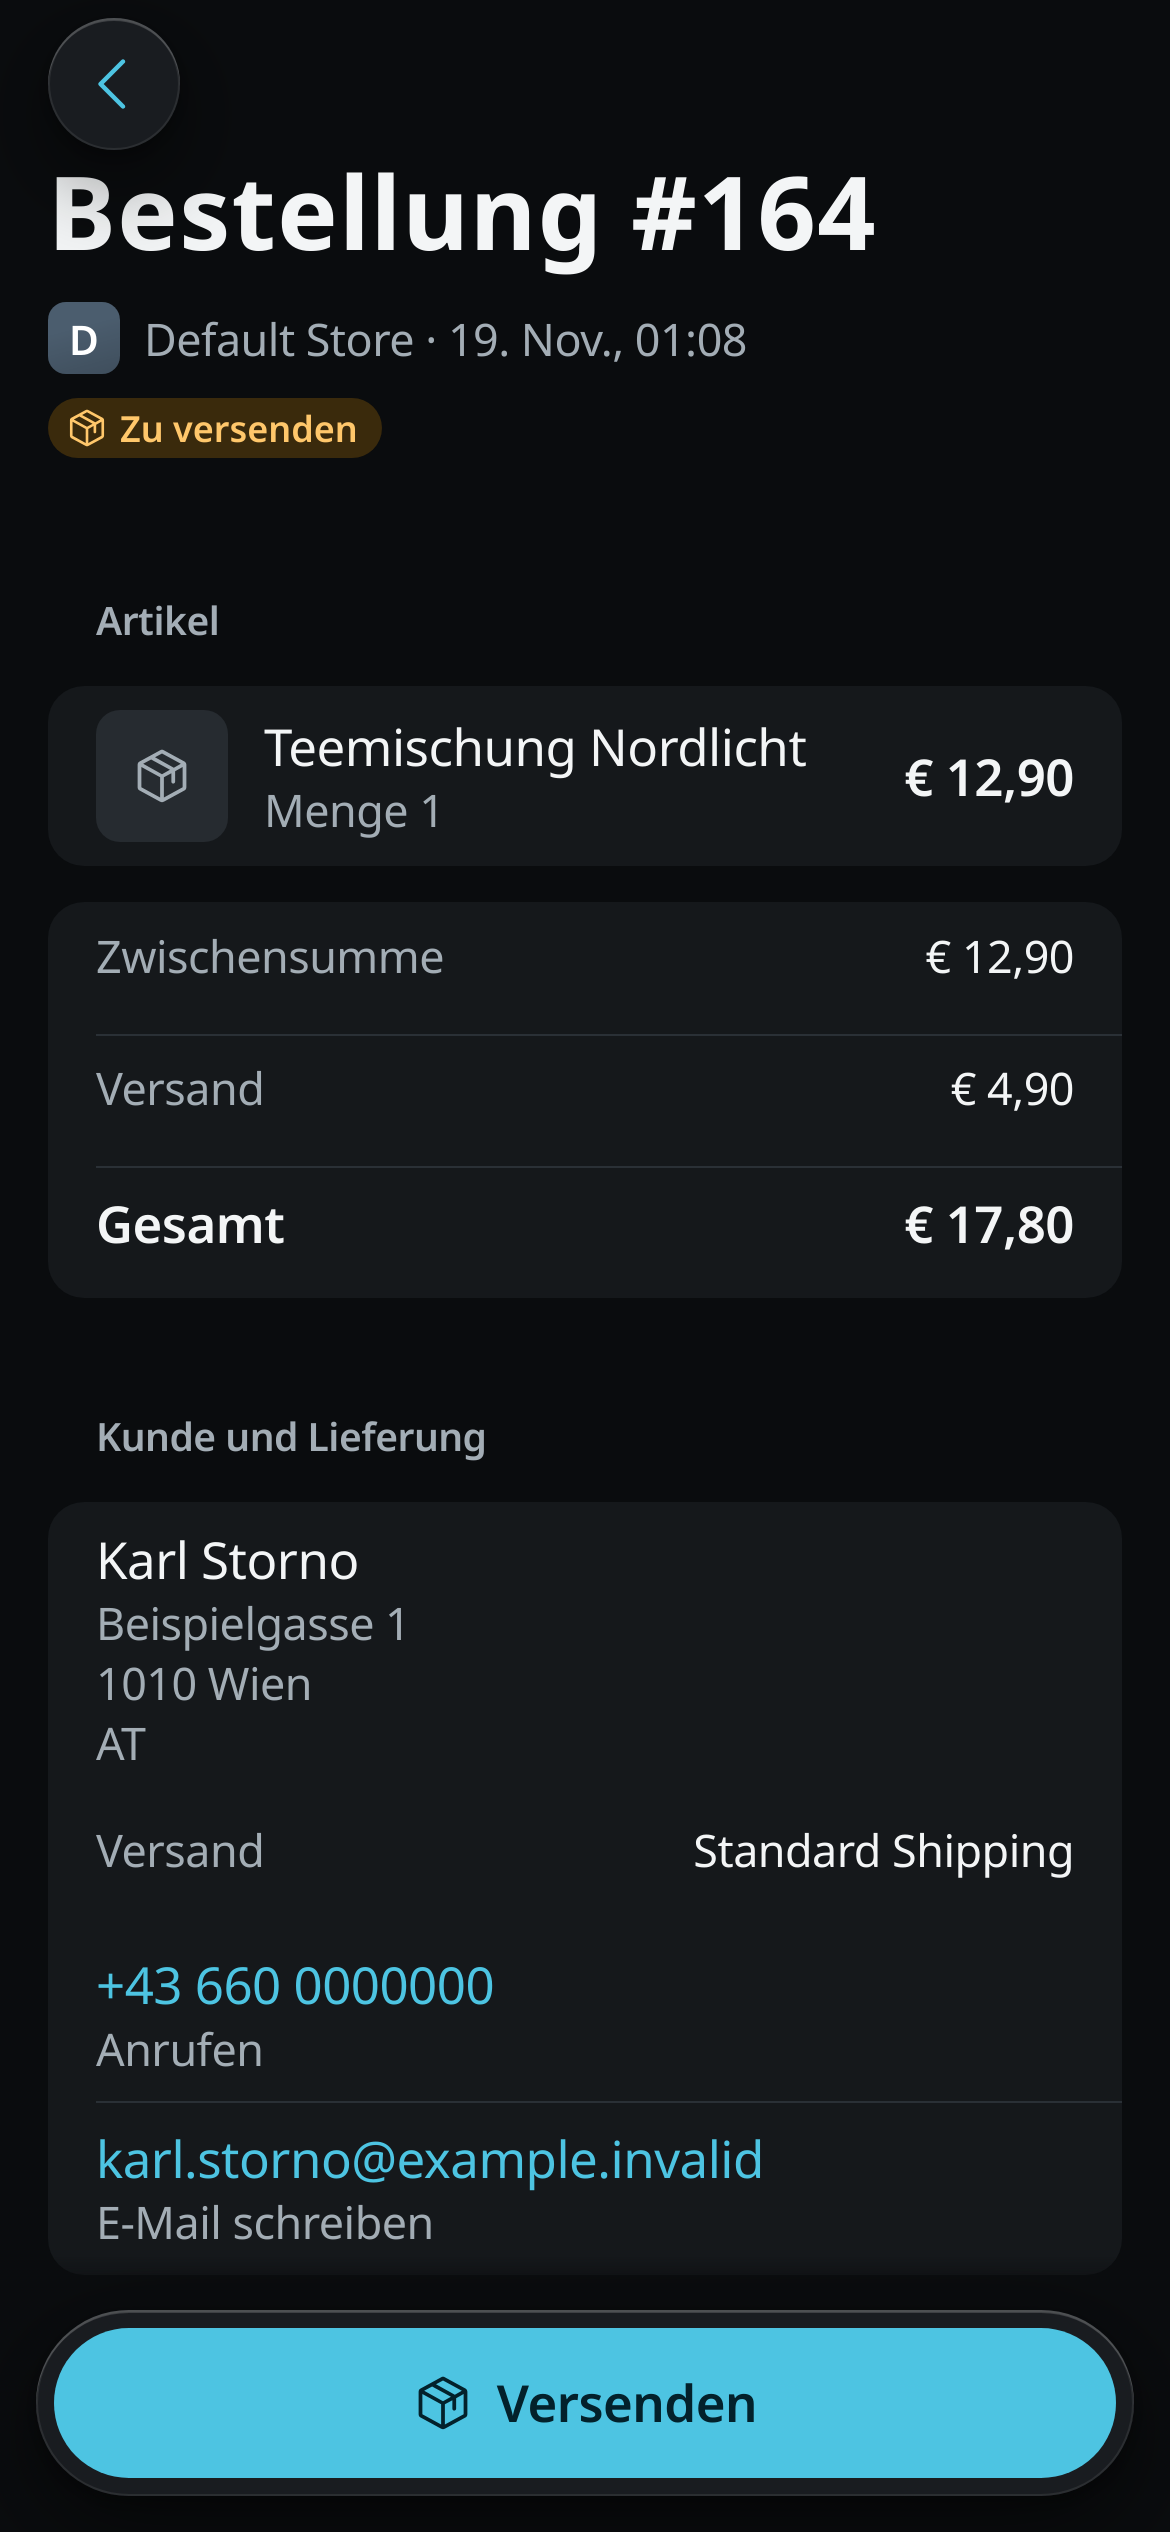 Bestellung #164
D Default Store · 19. Nov., 01:08
Zu versenden
Artikel
Teemischung Nordlicht
Menge 1
€ 12,90
Zwischensumme € 12,90
Versand € 4,90
Gesamt € 17,80
Kunde und Lieferung
Karl Storno
Beispielgasse 1
1010 Wien
AT
Versand Standard Shipping
+43 660 0000000
Anrufen
karl.storno@example.invalid
E-Mail schreiben
Versenden